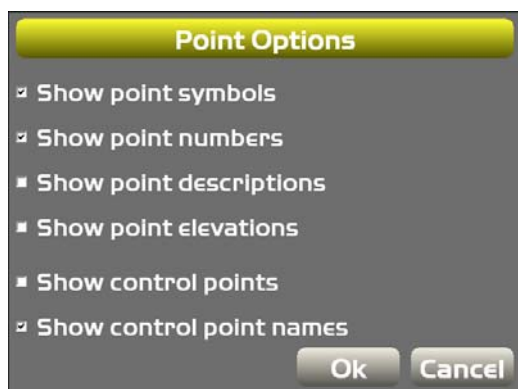 Point Options
Show point symbols
Show point numbers
Show point descriptions
Show point elevations
Show control points
Show control point names
Ok Cancel